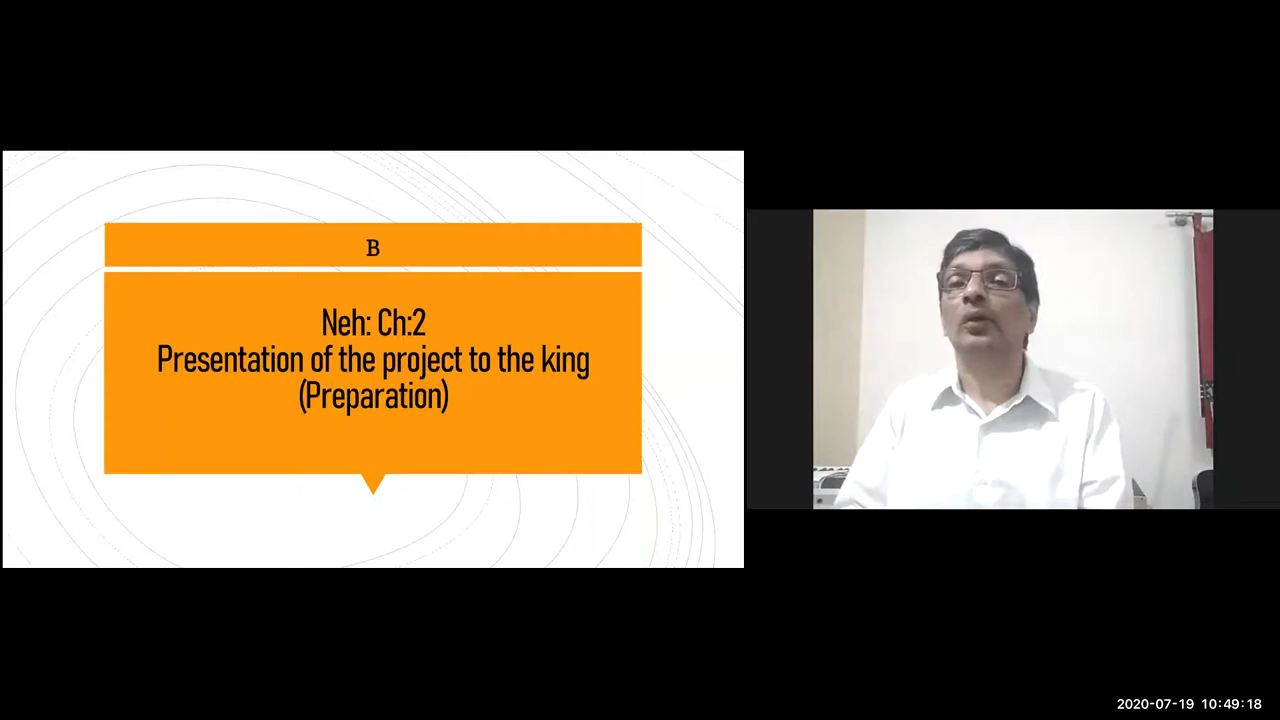 B
Neh: Ch:2
Presentation of the project to the king
(Preparation)
2020-07-19 10:49:18